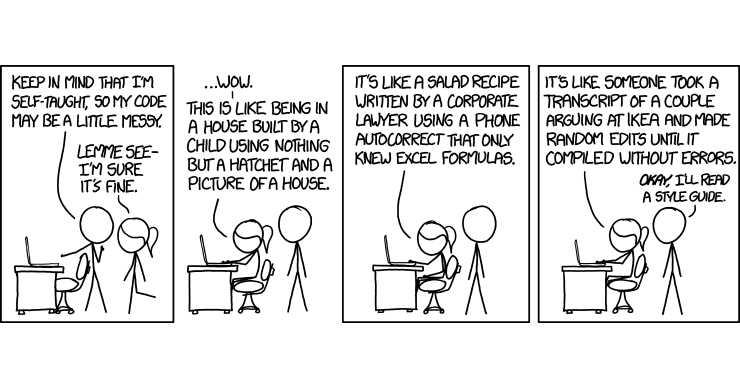 KEEP IN MIND THAT I'M
SELF-TAUGHT, SO MY CODE
MAY BE A LITTLE MESSY.
LEMME SEE-
I'M SURE
IT'S FINE.
...WOW.
THIS IS LIKE BEING IN
A HOUSE BUILT BY A
CHILD USING NOTHING
BUT A HATCHET AND A
PICTURE OF A HOUSE.
IT'S LIKE A SALAD RECIPE
WRITTEN BY A CORPORATE
LAWYER USING A PHONE
AUTOCORRECT THAT ONLY
KNEW EXCEL FORMULAS.
IT'S LIKE SOMEONE TOOK A
TRANSCRIPT OF A COUPLE
ARGUING AT IKEA AND MADE
RANDOM EDITS UNTIL IT
COMPILED WITHOUT ERRORS.
OKAY, I'LL READ
A STYLE GUIDE.